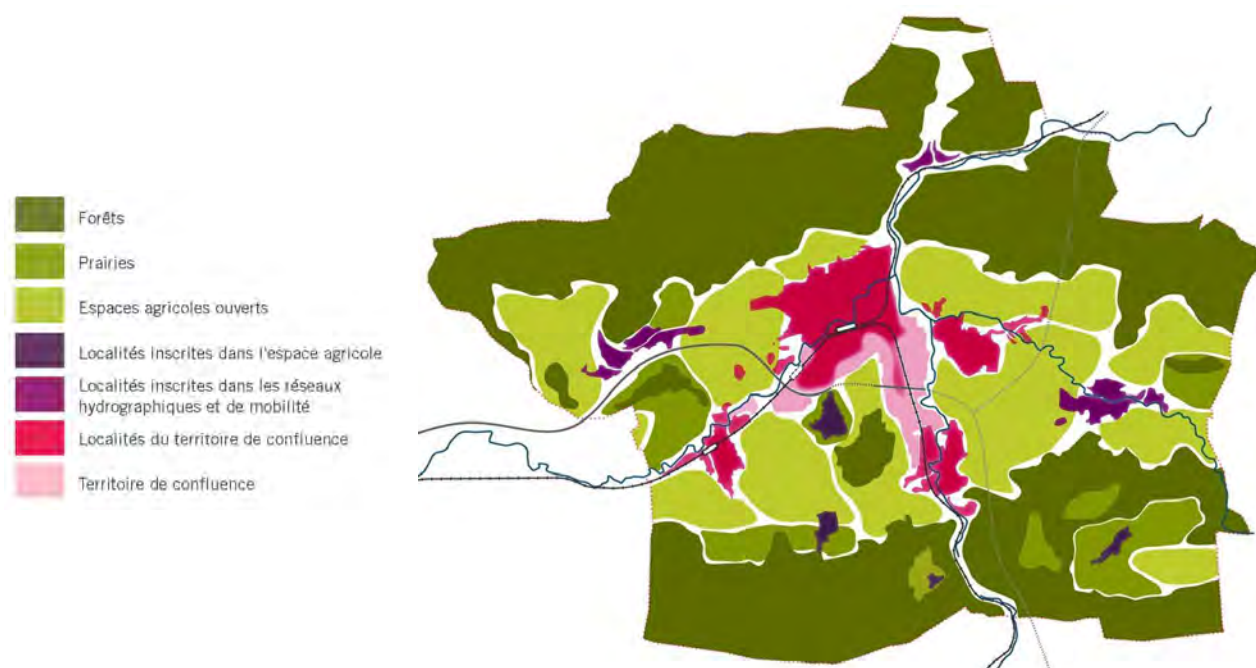 Forêts
Prairies
Espaces agricoles ouverts
Localités inscrites dans l'espace agricole
Localités inscrites dans les réseaux
hydrographiques et de mobilité
Localités du territoire de confluence
Territoire de confluence